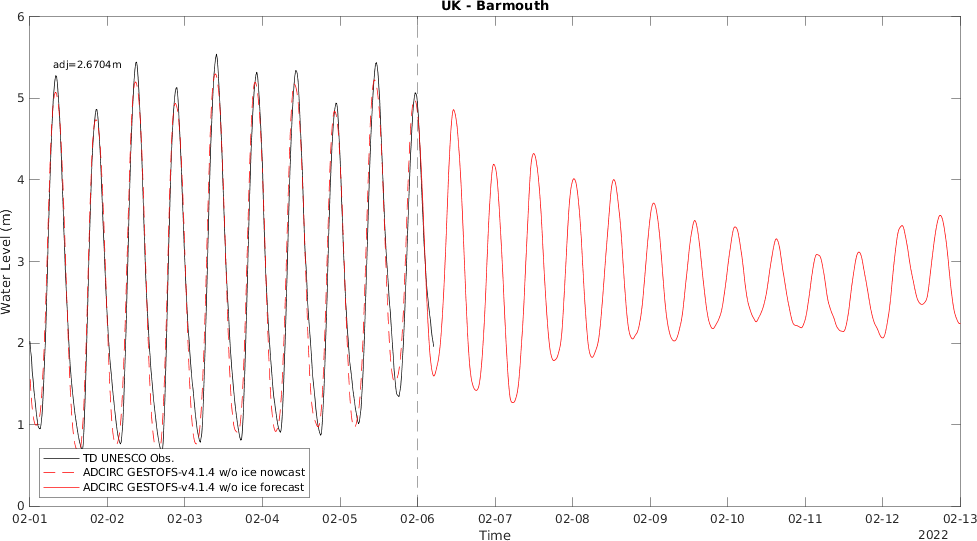 UK - Barmouth
adj=2.6704m
Water Level (m)
6
5
4
3
2
1
0
TD UNESCO Obs.
ADCIRC GESTOFS-v4.1.4 w/o ice nowcast
ADCIRC GESTOFS-v4.1.4 w/o ice forecast
02-01 02-02 02-03 02-04 02-05 02-06 02-07 02-08 02-09 02-10 02-11 02-12 02-13
Time
2022